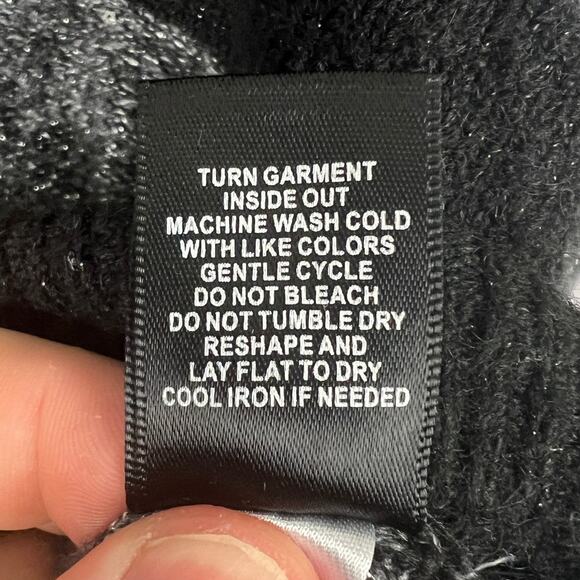 TURN GARMENT
INSIDE OUT
MACHINE WASH COLD
WITH LIKE COLORS
GENTLE CYCLE
DO NOT BLEACH
DO NOT TUMBLE DRY
RESHAPE AND
LAY FLAT TO DRY
COOL IRON IF NEEDED